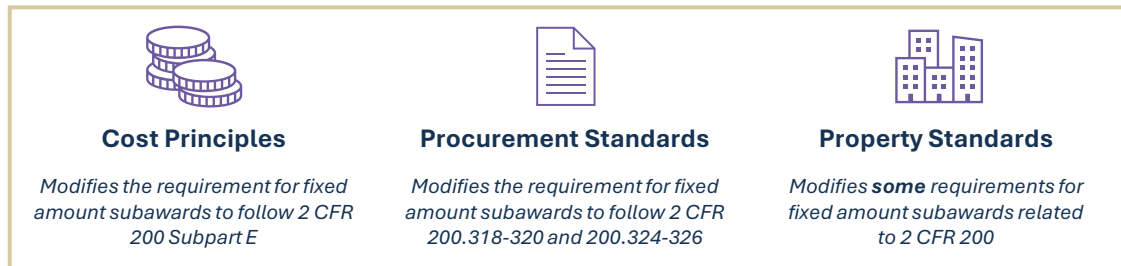 Cost Principles
Modifies the requirement for fixed
amount subawards to follow 2 CFR
200 Subpart E
Procurement Standards
Modifies the requirement for fixed
amount subawards to follow 2 CFR
200.318-320 and 200.324-326
Property Standards
Modifies some requirements for
fixed amount subawards related
to 2 CFR 200